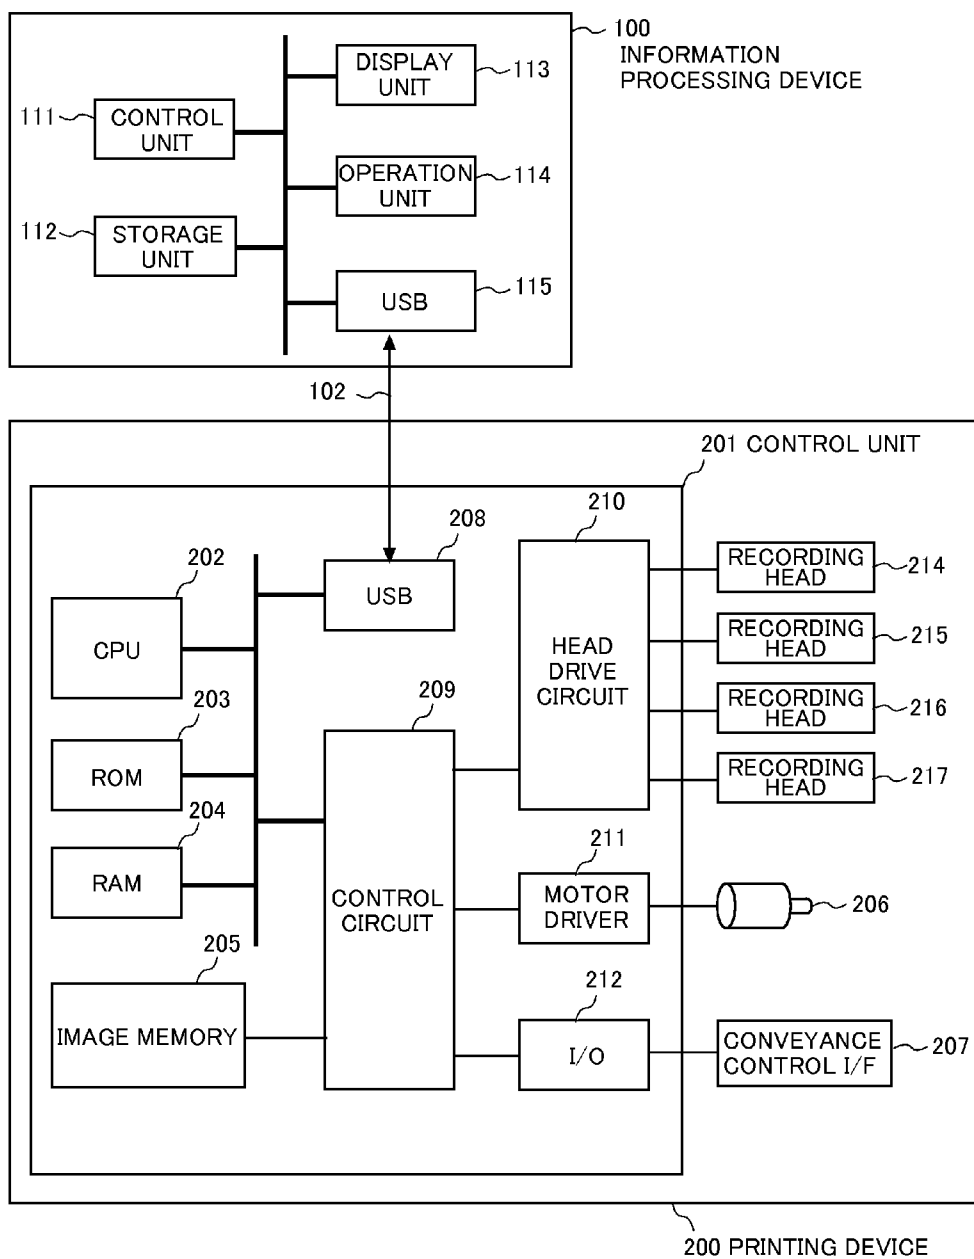 100
INFORMATION
PROCESSING DEVICE
DISPLAY
UNIT
113
111
CONTROL
UNIT
OPERATION
UNIT
114
112
STORAGE
UNIT
USB
115
102
201 CONTROL UNIT
210
208
202
USB
RECORDING
HEAD
214
CPU
HEAD
DRIVE
CIRCUIT
RECORDING
HEAD
215
203
209
RECORDING
HEAD
216
ROM
RECORDING
HEAD
217
204
RAM
211
CONTROL
CIRCUIT
MOTOR
DRIVER
206
205
212
IMAGE MEMORY
I/O
CONVEYANCE
CONTROL I/F
207
200 PRINTING DEVICE